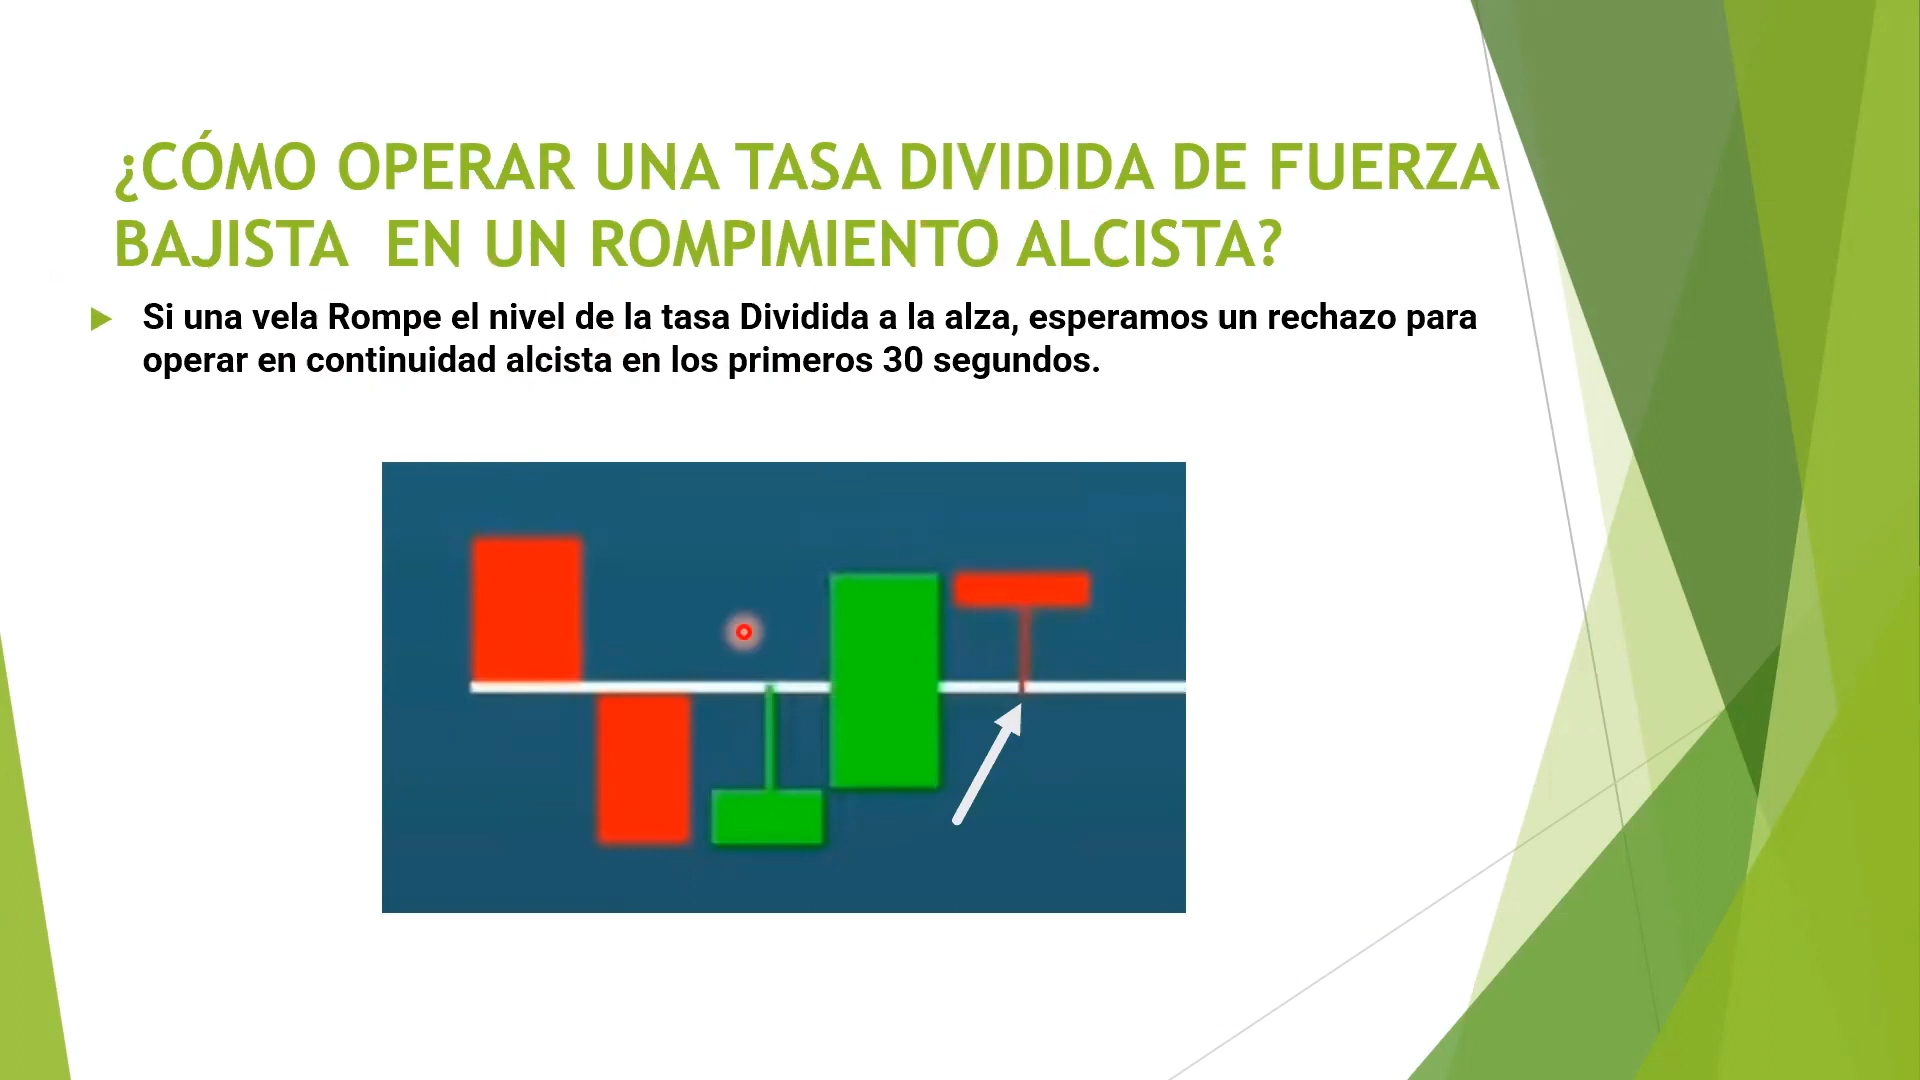 ¿CÓMO OPERAR UNA TASA DIVIDIDA DE FUERZA
BAJISTA  EN UN ROMPIMIENTO ALCISTA?
Si una vela Rompe el nivel de la tasa Dividida a la alza, esperamos un rechazo para
operar en continuidad alcista en los primeros 30 segundos.